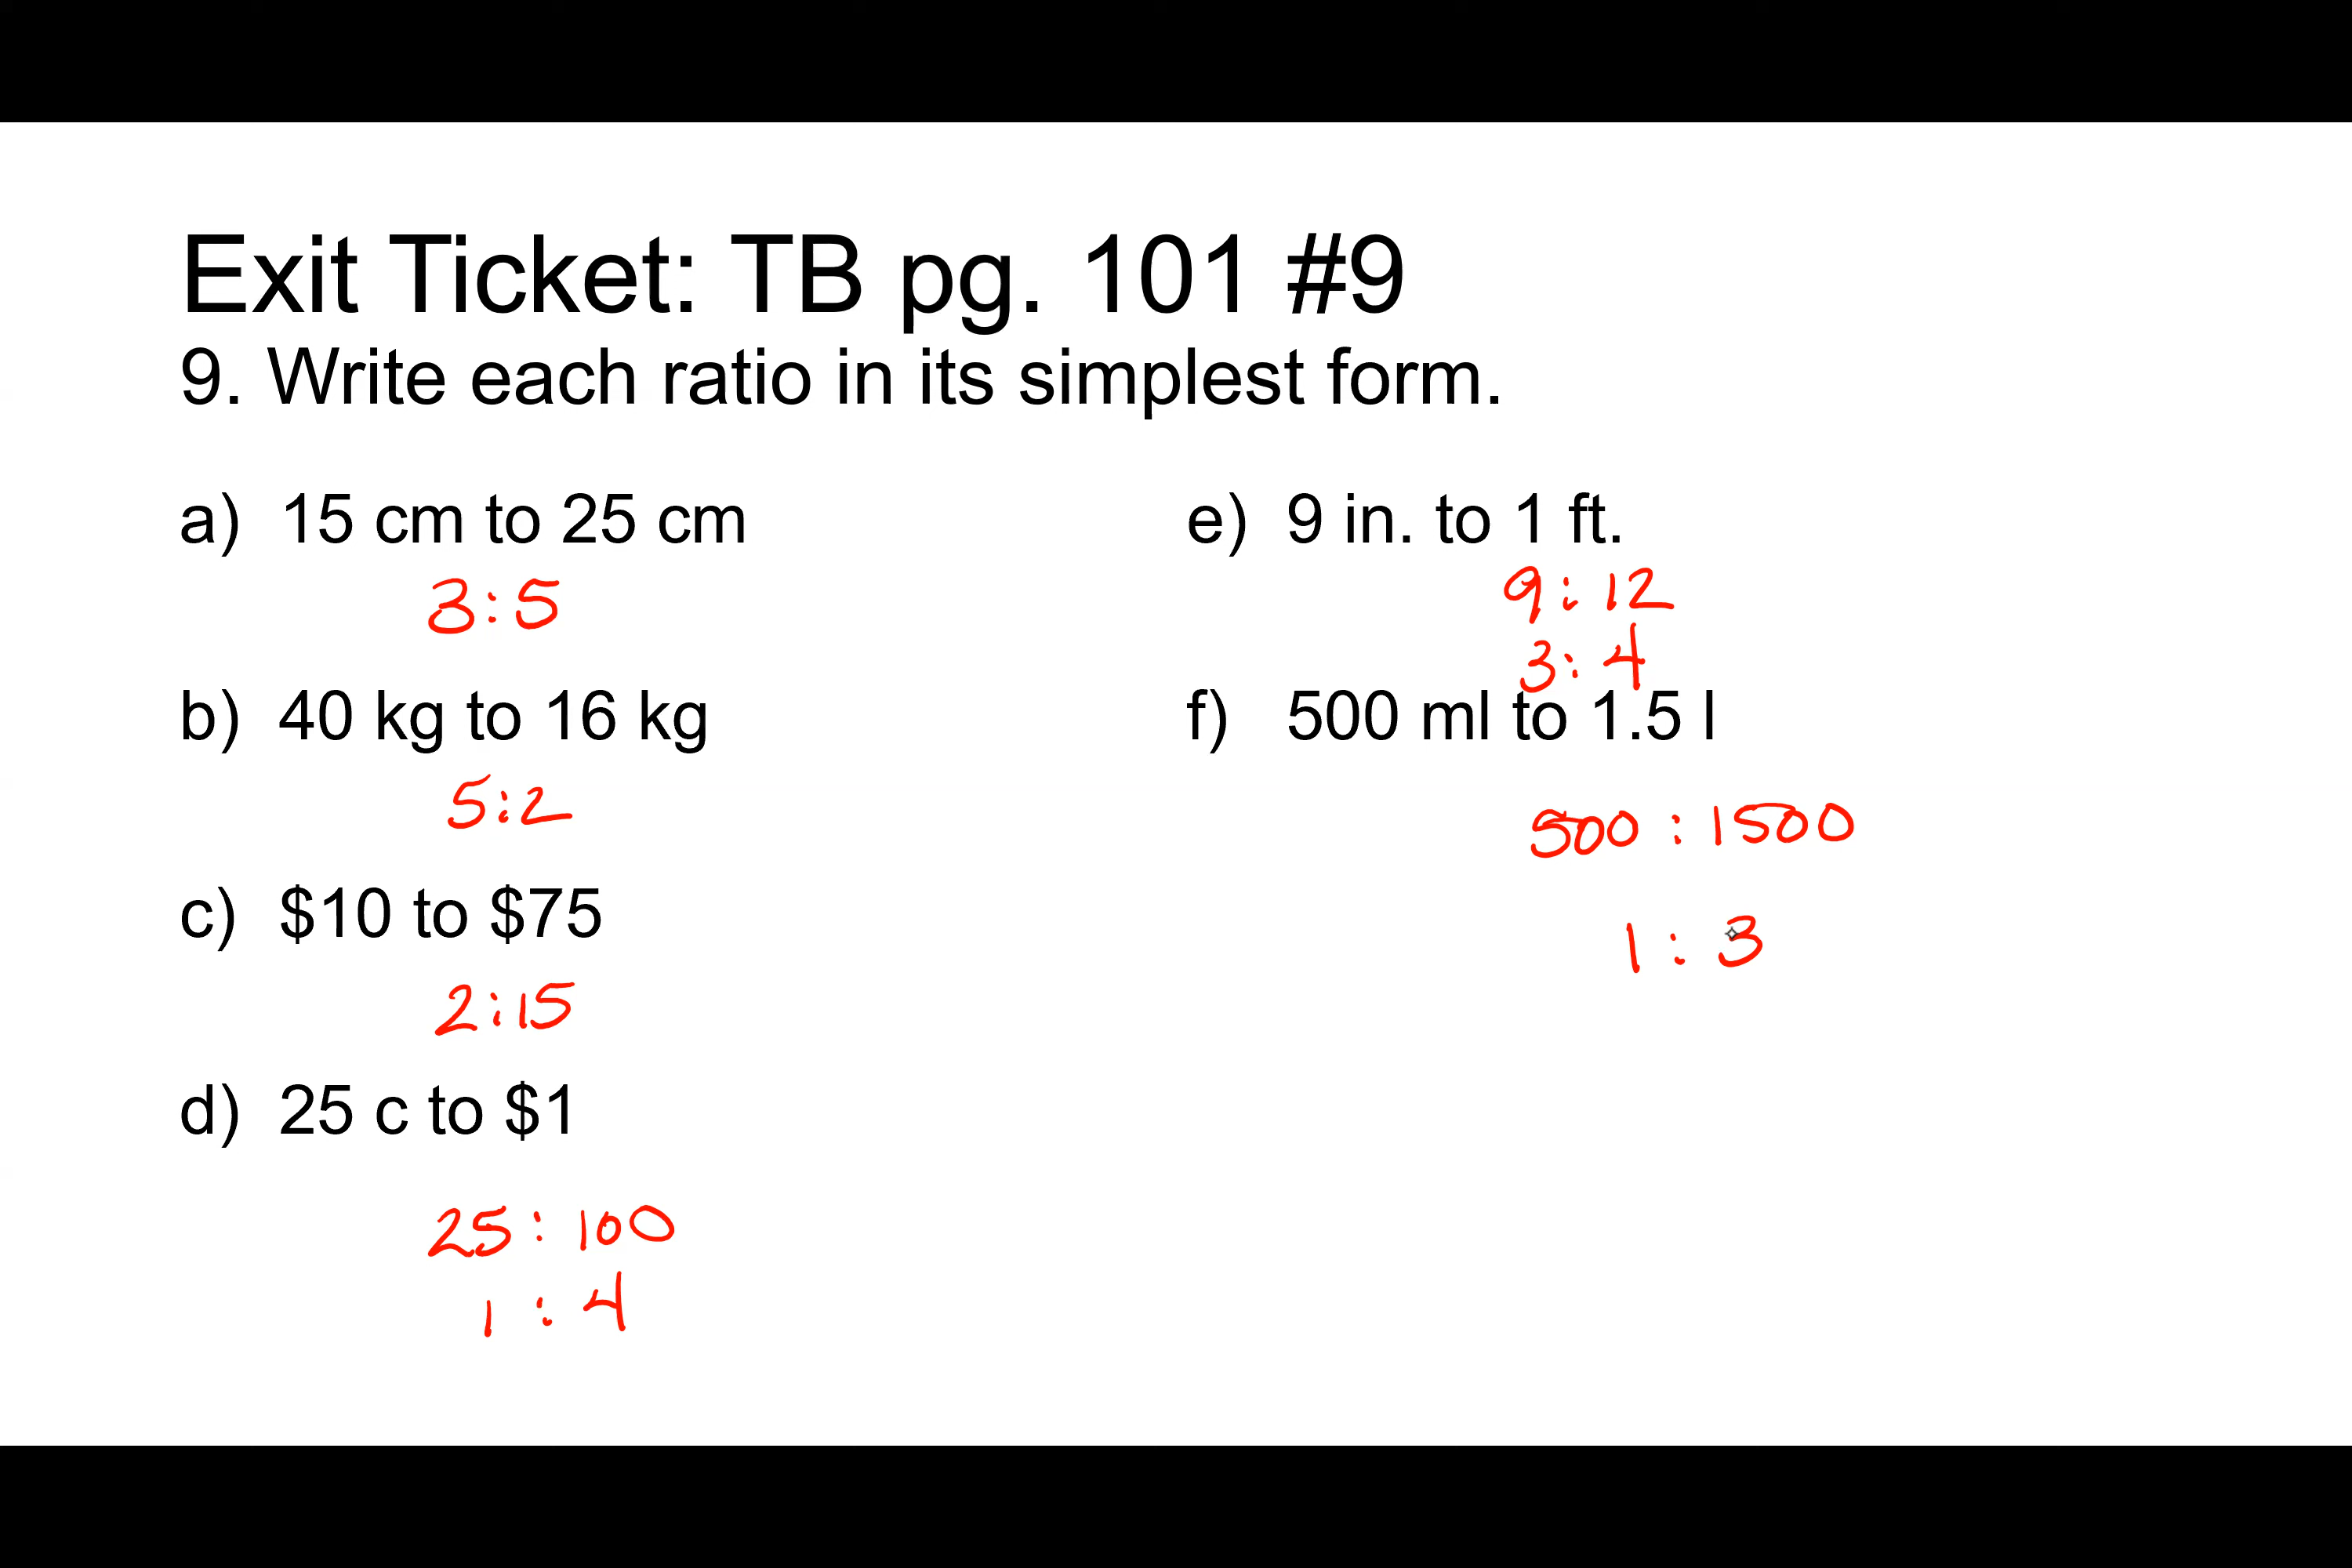 Exit Ticket: TB pg. 101 #9
9. Write each ratio in its simplest form.
a) 15 cm to 25 cm
3:5
b) 40 kg to 16 kg
5:2
c) $10 to $75
2:15
d) 25 c to $1
25:100
1:4
e) 9 in. to 1 ft.
9:12
3:4
f) 500 ml to 1.5 l
500:1500
1:3